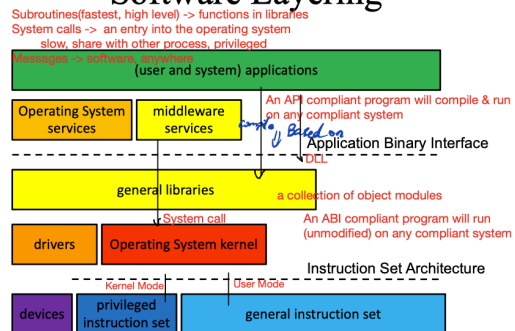 Software Layering
Subroutines(fastest, high level) -> functions in libraries
System calls -> an entry into the operating system
slow, share with other process, privileged
Messages -> software, anywhere
(user and system) applications
Operating System
services
middleware
services
An API compliant program will compile & run
on any compliant system
compile
Based on
Application Binary Interface
DLL
general libraries
a collection of object modules
System call
An ABI compliant program will run
(unmodified) on any compliant system
drivers
Operating System kernel
Instruction Set Architecture
Kernel Mode
User Mode
devices
privileged
instruction set
general instruction set